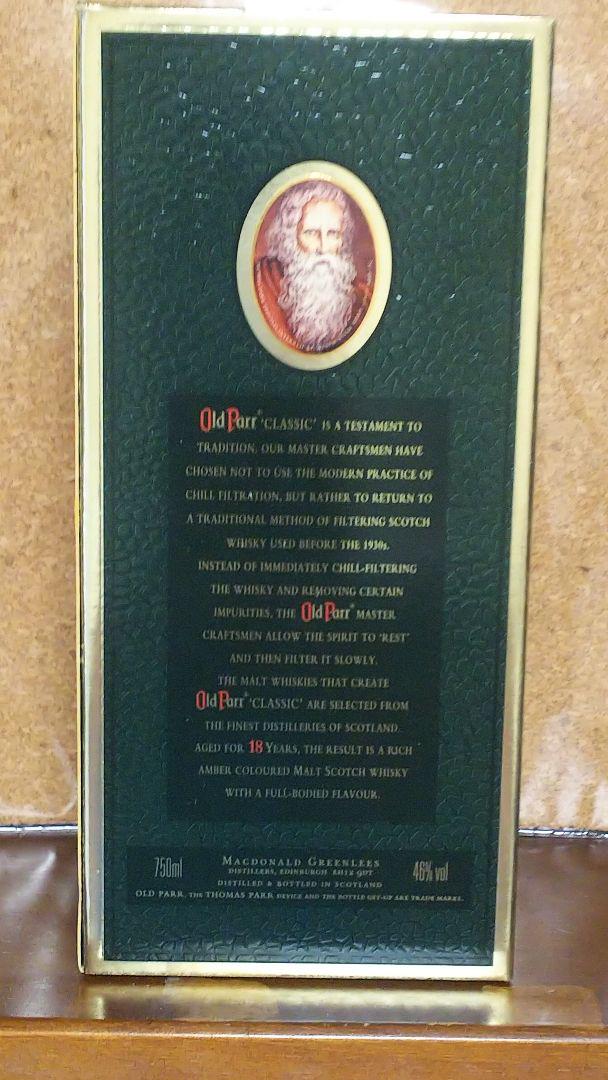 Old Parr® 'CLASSIC' IS A TESTAMENT TO
TRADITION. OUR MASTER CRAFTSMEN HAVE
CHOSEN NOT TO USE THE MODERN PRACTICE OF
CHILL FILTRATION, BUT RATHER TO RETURN TO
A TRADITIONAL METHOD OF FILTERING SCOTCH
WHISKY USED BEFORE THE 1930s.
INSTEAD OF IMMEDIATELY CHILL-FILTERING
THE WHISKY AND REMOVING CERTAIN
IMPURITIES, THE Old Parr® MASTER
CRAFTSMEN ALLOW THE SPIRIT TO 'REST'
AND THEN FILTER IT SLOWLY.
THE MALT WHISKIES THAT CREATE
Old Parr® 'CLASSIC' ARE SELECTED FROM
THE FINEST DISTILLERIES OF SCOTLAND.
AGED FOR 18 YEARS, THE RESULT IS A RICH
AMBER COLOURED MALT SCOTCH WHISKY
WITH A FULL-BODIED FLAVOUR.
750ml MACDONALD GREENLEES 46% vol
DISTILLERS, EDINBURGH EH12 9DT
DISTILLED & BOTTLED IN SCOTLAND
OLD PARR, THE THOMAS PARR DEVICE AND THE BOTTLE GET-UP ARE TRADE MARKS.